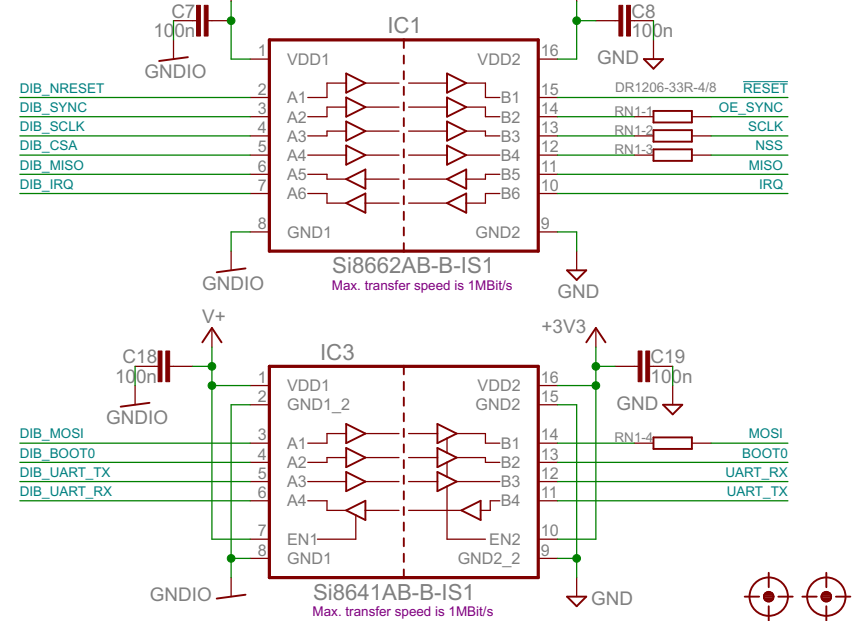 C7
100n
GNDIO
IC1
C8
100n
GND
1
VDD1
VDD2
16
DIB_NRESET
2
A1
B1
15
DR1206-33R-4/8
RESET
DIB_SYNC
3
A2
B2
14
RN1-1
OE_SYNC
DIB_SCLK
4
A3
B3
13
RN1-2
SCLK
DIB_CSA
5
A4
B4
12
RN1-3
NSS
DIB_MISO
6
A5
B5
11
MISO
DIB_IRQ
7
A6
B6
10
IRQ
8
GND1
GND2
9
GNDIO
Si8662AB-B-IS1
Max. transfer speed is 1MBit/s
GND
V+
+3V3
C18
100n
GNDIO
IC3
C19
100n
GND
1
VDD1
VDD2
16
2
GND1_2
GND2
15
DIB_MOSI
3
A1
B1
14
RN1-4
MOSI
DIB_BOOT0
4
A2
B2
13
BOOT0
DIB_UART_TX
5
A3
B3
12
UART_RX
DIB_UART_RX
6
A4
B4
11
UART_TX
7
EN1
EN2
10
8
GND1
GND2_2
9
GNDIO
Si8641AB-B-IS1
Max. transfer speed is 1MBit/s
GND